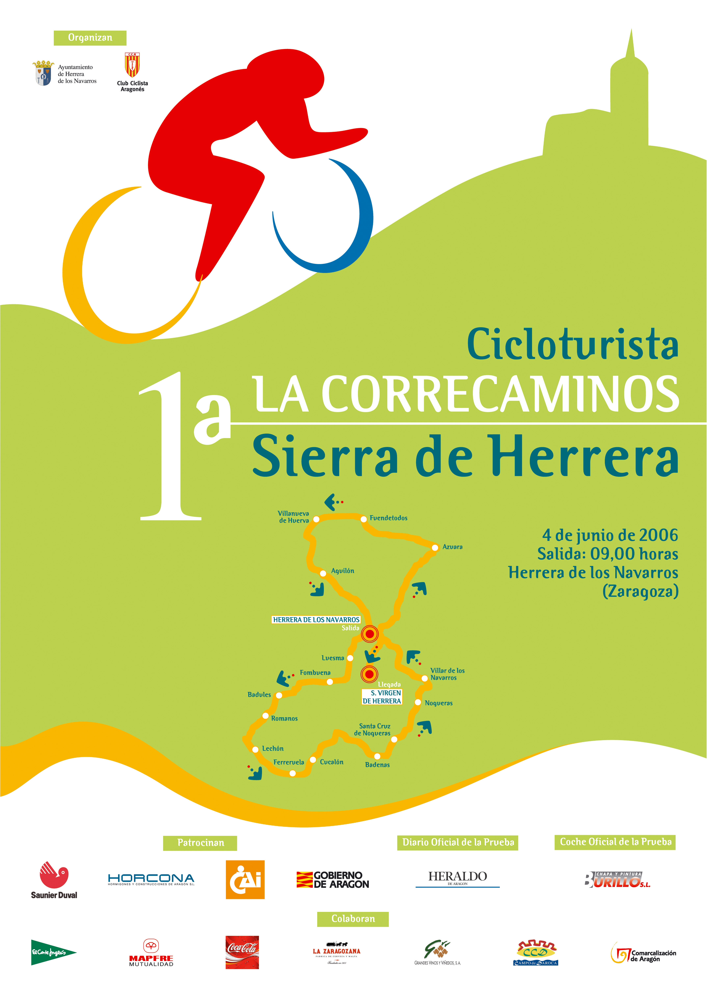 Organizan
Ayuntamiento
de Herrera
de los Navarros
C.C.A
Club Ciclista
Aragonés
Cicloturista
1ª LA CORRECAMINOS
Sierra de Herrera
4 de junio de 2006
Salida: 09,00 horas
Herrera de los Navarros
(Zaragoza)
Villanueva
de Huerva
Fuendetodos
Azuara
Aguilón
HERRERA DE LOS NAVARROS
Salida
Luesma
Fombuena
Villar de los
Navarros
Llegada
S. VIRGEN
DE HERRERA
Badules
Nogueras
Romanos
Santa Cruz
de Nogueras
Lechón
Ferreruela
Cucalón
Badenas
Patrocinan
Diario Oficial de la Prueba
Coche Oficial de la Prueba
Saunier Duval
HORCONA
HORMIGONES Y CONSTRUCCIONES DE ARAGÓN S.L.
CAi
GOBIERNO
DE ARAGON
HERALDO
DE ARAGON
CHAPA Y PINTURA
BURILLO S.L.
Colaboran
El Corte Inglés
MAPFRE
MUTUALIDAD
Coca-Cola
LA ZARAGOZANA
FABRICA DE CERVEZA Y MALTA
Fundada en 1900
GRANDES VINOS Y VIÑEDOS, S.A.
CCD
CAMPO de DAROCA
Comarcalización
de Aragón